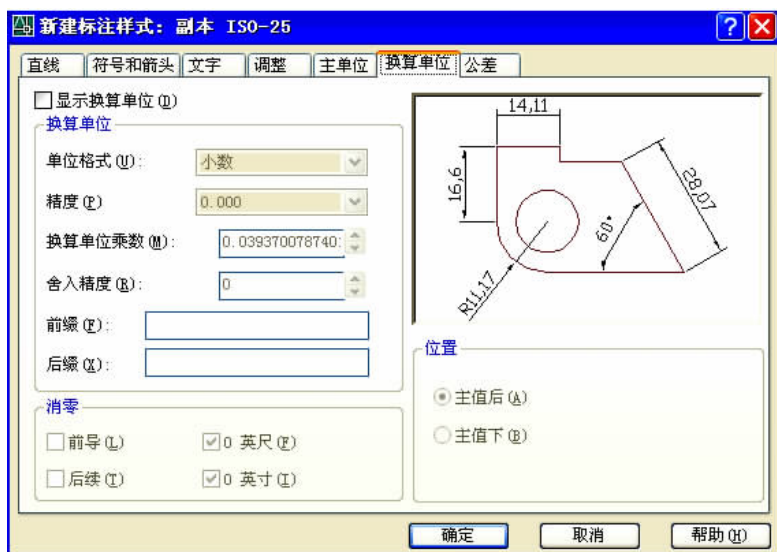 新建标注样式：副本 ISO-25
直线 符号和箭头 文字 调整 主单位 换算单位 公差
显示换算单位(D)
换算单位
单位格式(U)：
小数
精度(P)
0.000
换算单位乘数(M)：
0.039370078740
舍入精度(R)：
0
前缀(F)：
后缀(X)：
消零
前导(L)
0 英尺(F)
后续(T)
0 英寸(I)
14,11
16,6
28,07
60°
R11,17
位置
主值后(A)
主值下(B)
确定 取消 帮助(H)